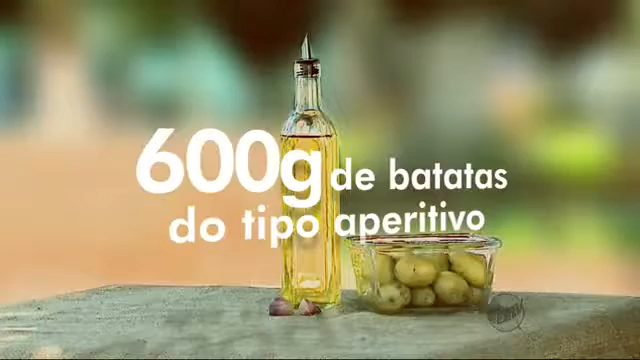 600g de batatas
do tipo aperitivo